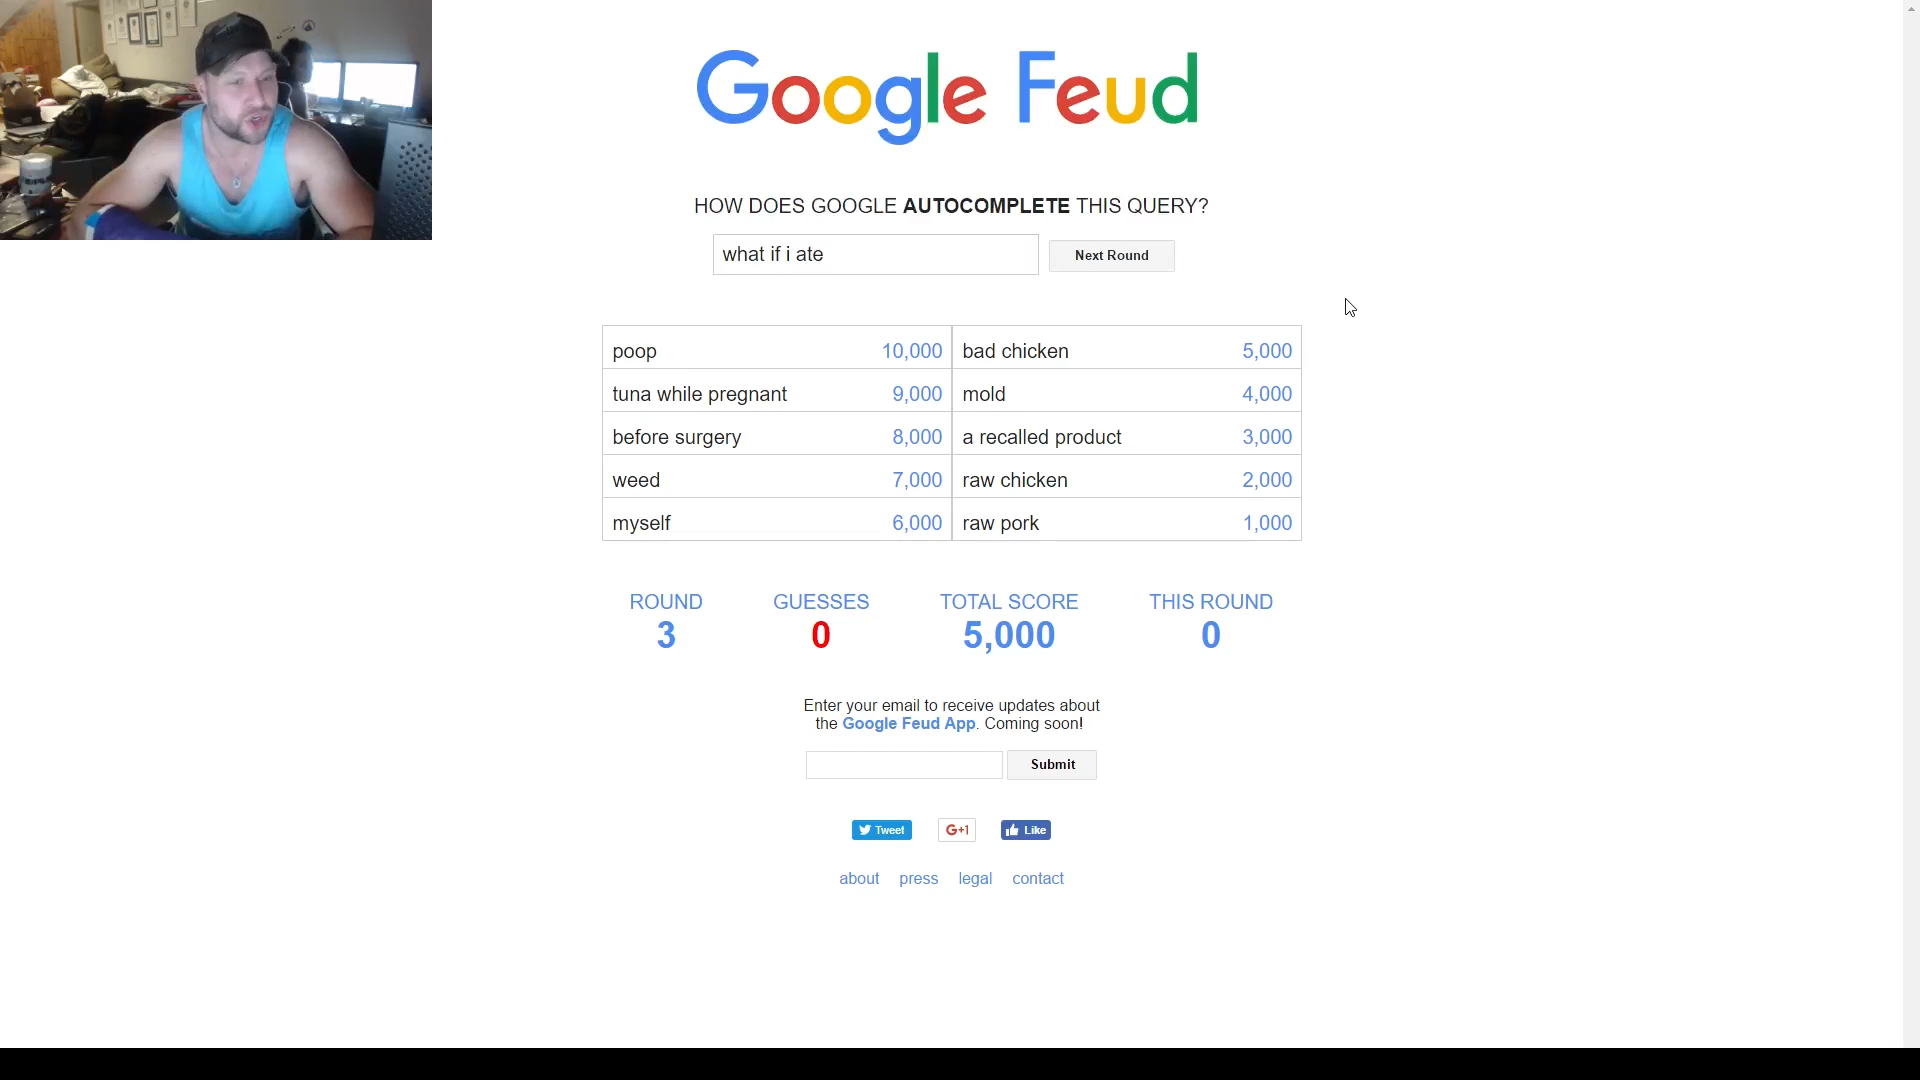 Google Feud
HOW DOES GOOGLE AUTOCOMPLETE THIS QUERY?
what if i ate
Next Round
poop 10,000
bad chicken 5,000
tuna while pregnant 9,000
mold 4,000
before surgery 8,000
a recalled product 3,000
weed 7,000
raw chicken 2,000
myself 6,000
raw pork 1,000
ROUND GUESSES TOTAL SCORE THIS ROUND
3 0 5,000 0
Enter your email to receive updates about
the Google Feud App. Coming soon!
Submit
Tweet G+1 Like
about press legal contact